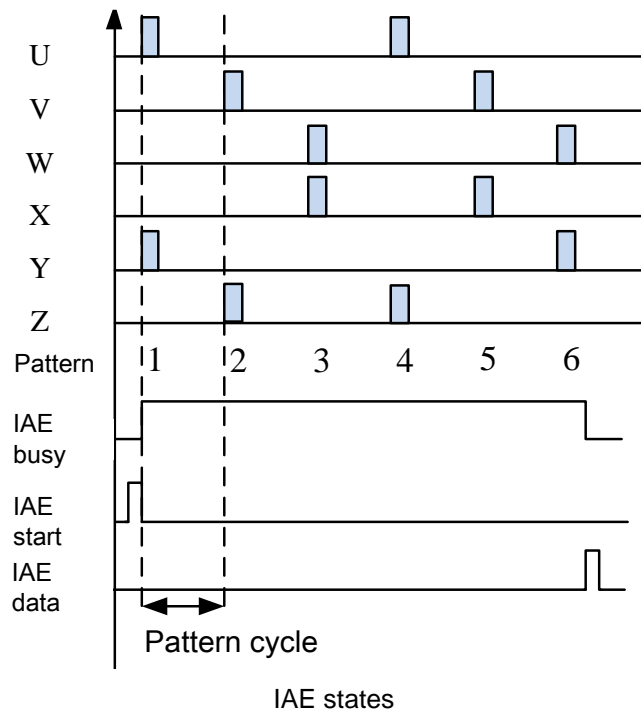 U
V
W
X
Y
Z
Pattern 1 2 3 4 5 6
IAE
busy
IAE
start
IAE
data
Pattern cycle
IAE states